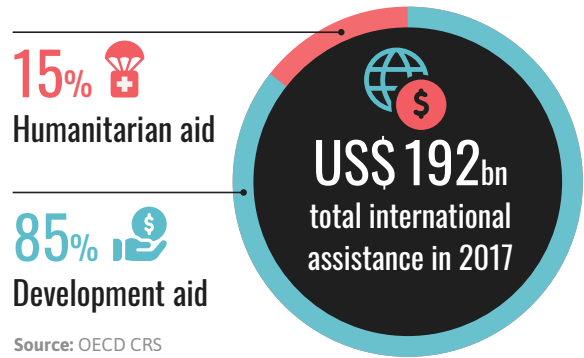 15%
Humanitarian aid
85%
$
Development aid
Source: OECD CRS
$
US$ 192bn
total international
assistance in 2017